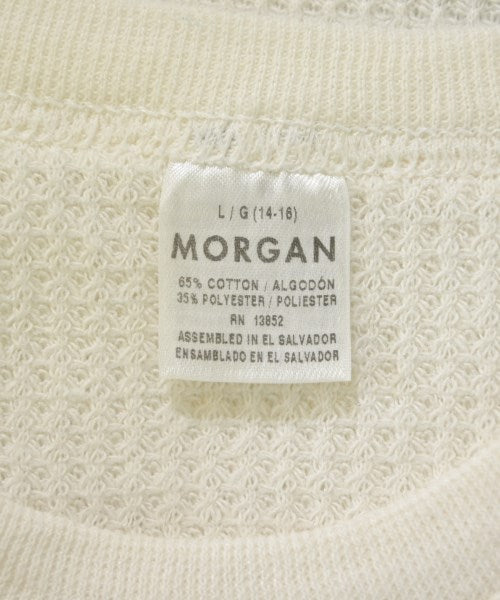 L / G (14-16)
MORGAN
65% COTTON / ALGODÓN
35% POLYESTER / POLIESTER
RN 13852
ASSEMBLED IN EL SALVADOR
ENSAMBLADO EN EL SALVADOR